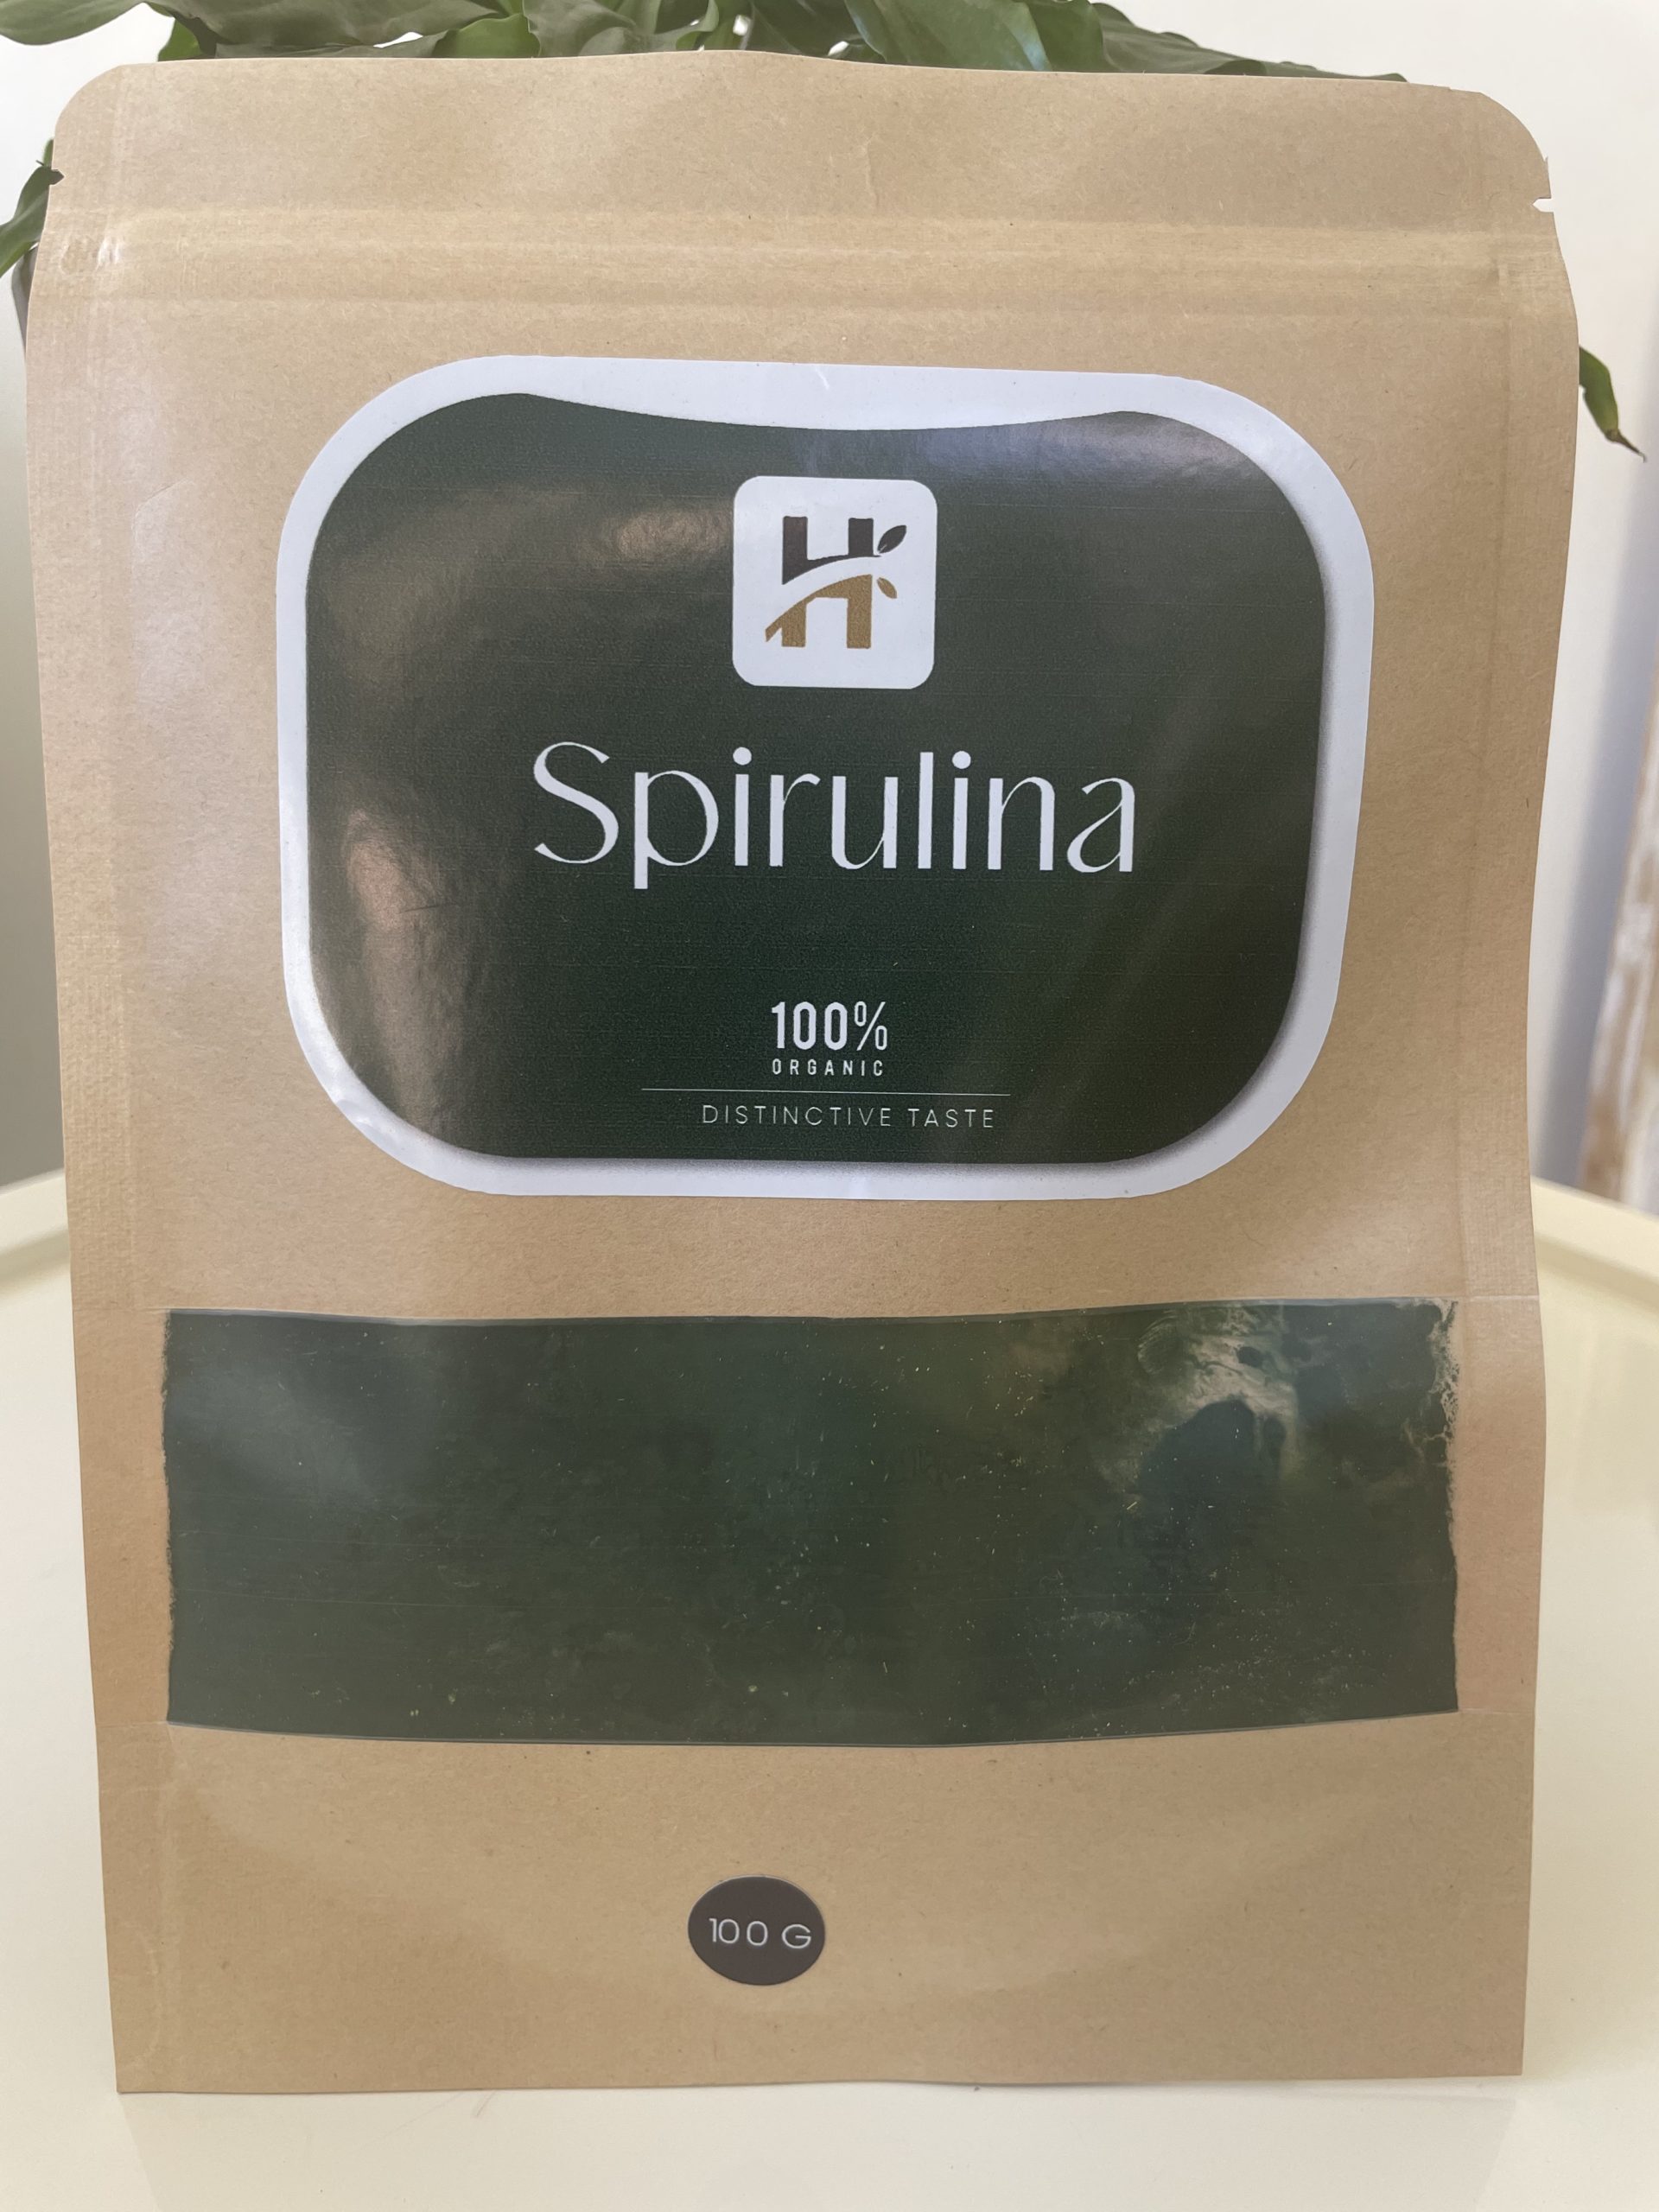 H
Spirulina
100%
ORGANIC
DISTINCTIVE TASTE
100 G